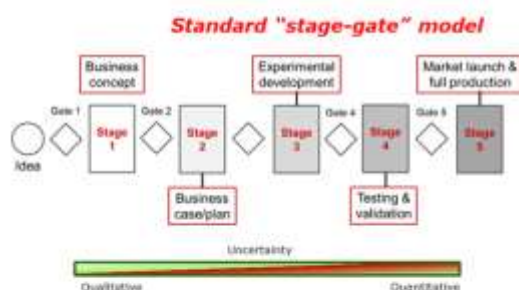 Standard "stage-gate" model
Business
concept
Experimental
development
Market launch &
full production
Gate 1
Gate 2
Gate 4
Gate 5
Stage
1
Stage
2
Stage
3
Stage
4
Stage
5
Idea
Business
case/plan
Testing &
validation
Uncertainty
Qualitative
Quantitative